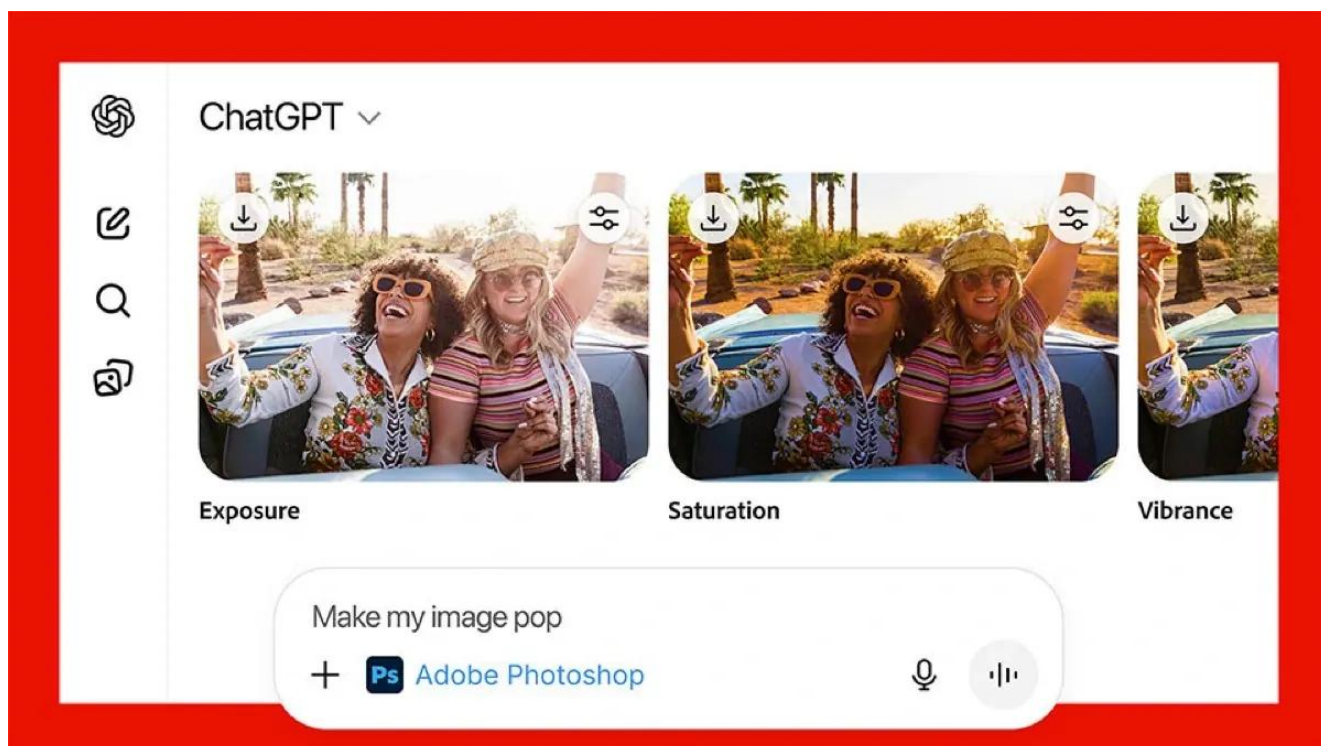 ChatGPT
Exposure
Saturation
Vibrance
Make my image pop
Ps Adobe Photoshop